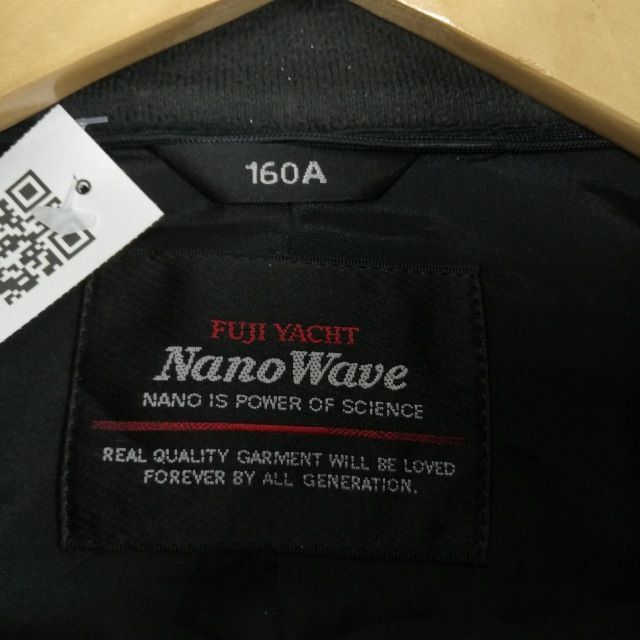 160A
FUJI YACHT
NanoWave
NANO IS POWER OF SCIENCE
REAL QUALITY GARMENT WILL BE LOVED
FOREVER BY ALL GENERATION.